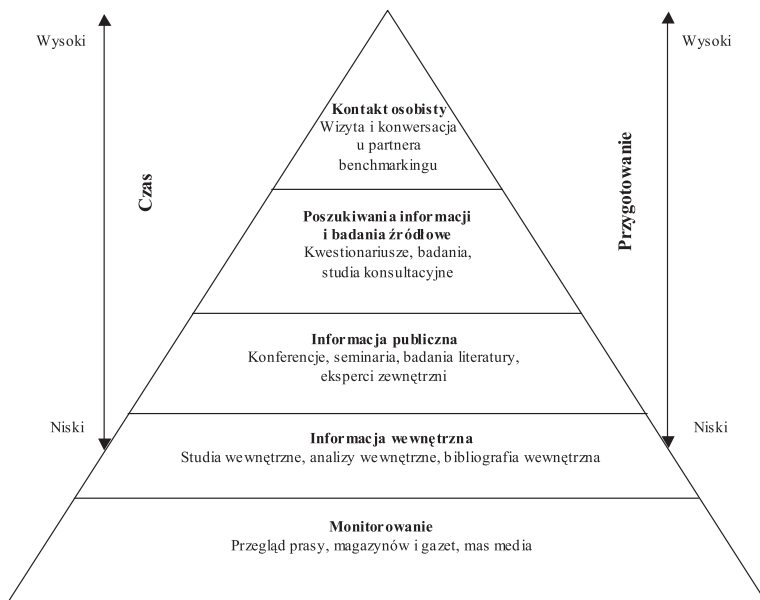 Wysoki
Wysoki
Kontakt osobisty
Wizyta i konwersacja
u partnera
benchmarkingu
Czas
Przygotowanie
Poszukiwania informacji
i badania źródłowe
Kwestionariusze, badania,
studia konsultacyjne
Informacja publiczna
Konferencje, seminaria, badania literatury,
eksperci zewnętrzni
Niski
Niski
Informacja wewnętrzna
Studia wewnętrzne, analizy wewnętrzne, bibliografia wewnętrzna
Monitorowanie
Przegląd prasy, magazynów i gazet, mas media